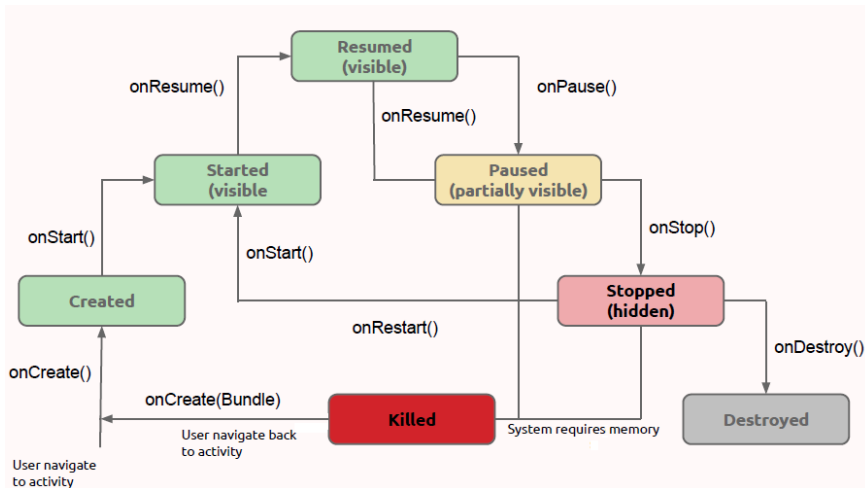 Resumed
(visible)
onResume()
onPause()
onResume()
Started
(visible
Paused
(partially visible)
onStart()
onStart()
onStop()
Created
Stopped
(hidden)
onRestart()
onDestroy()
onCreate()
onCreate(Bundle)
Killed
Destroyed
User navigate back
to activity
System requires memory
User navigate
to activity